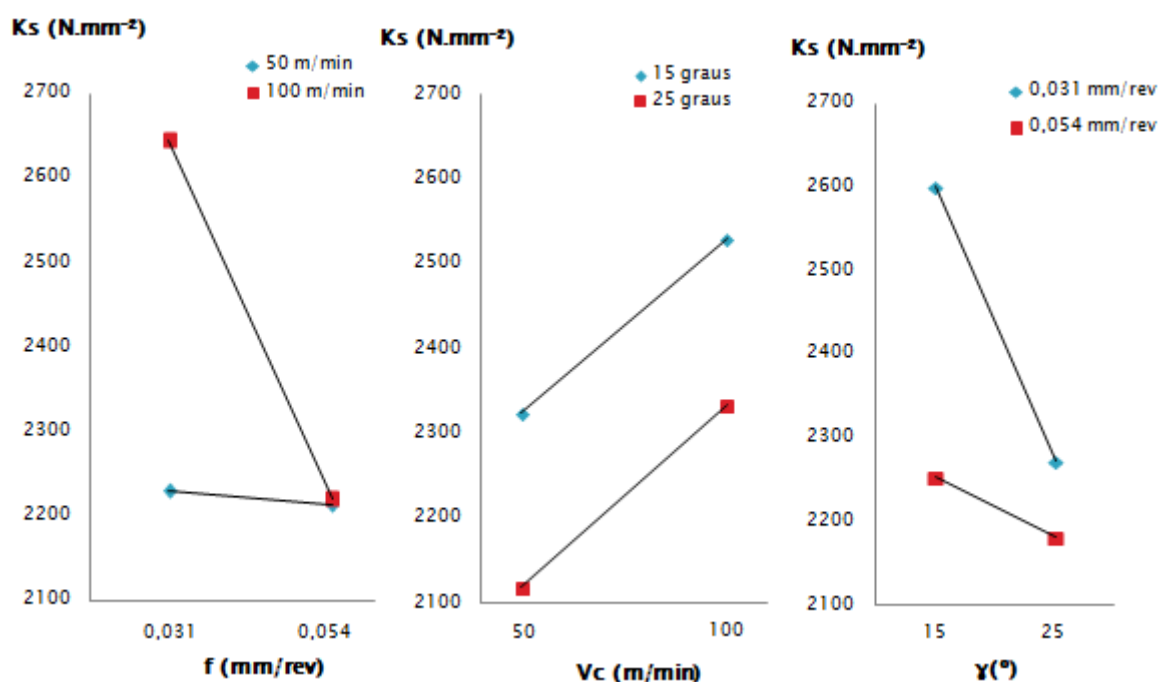 Ks (N.mm⁻²)
50 m/min
100 m/min
2700
2600
2500
2400
2300
2200
2100
0,031 0,054
f (mm/rev)
Ks (N.mm⁻²)
15 graus
25 graus
2700
2600
2500
2400
2300
2200
2100
50 100
Vc (m/min)
Ks (N.mm⁻²)
0,031 mm/rev
0,054 mm/rev
2700
2600
2500
2400
2300
2200
2100
15 25
γ(º)